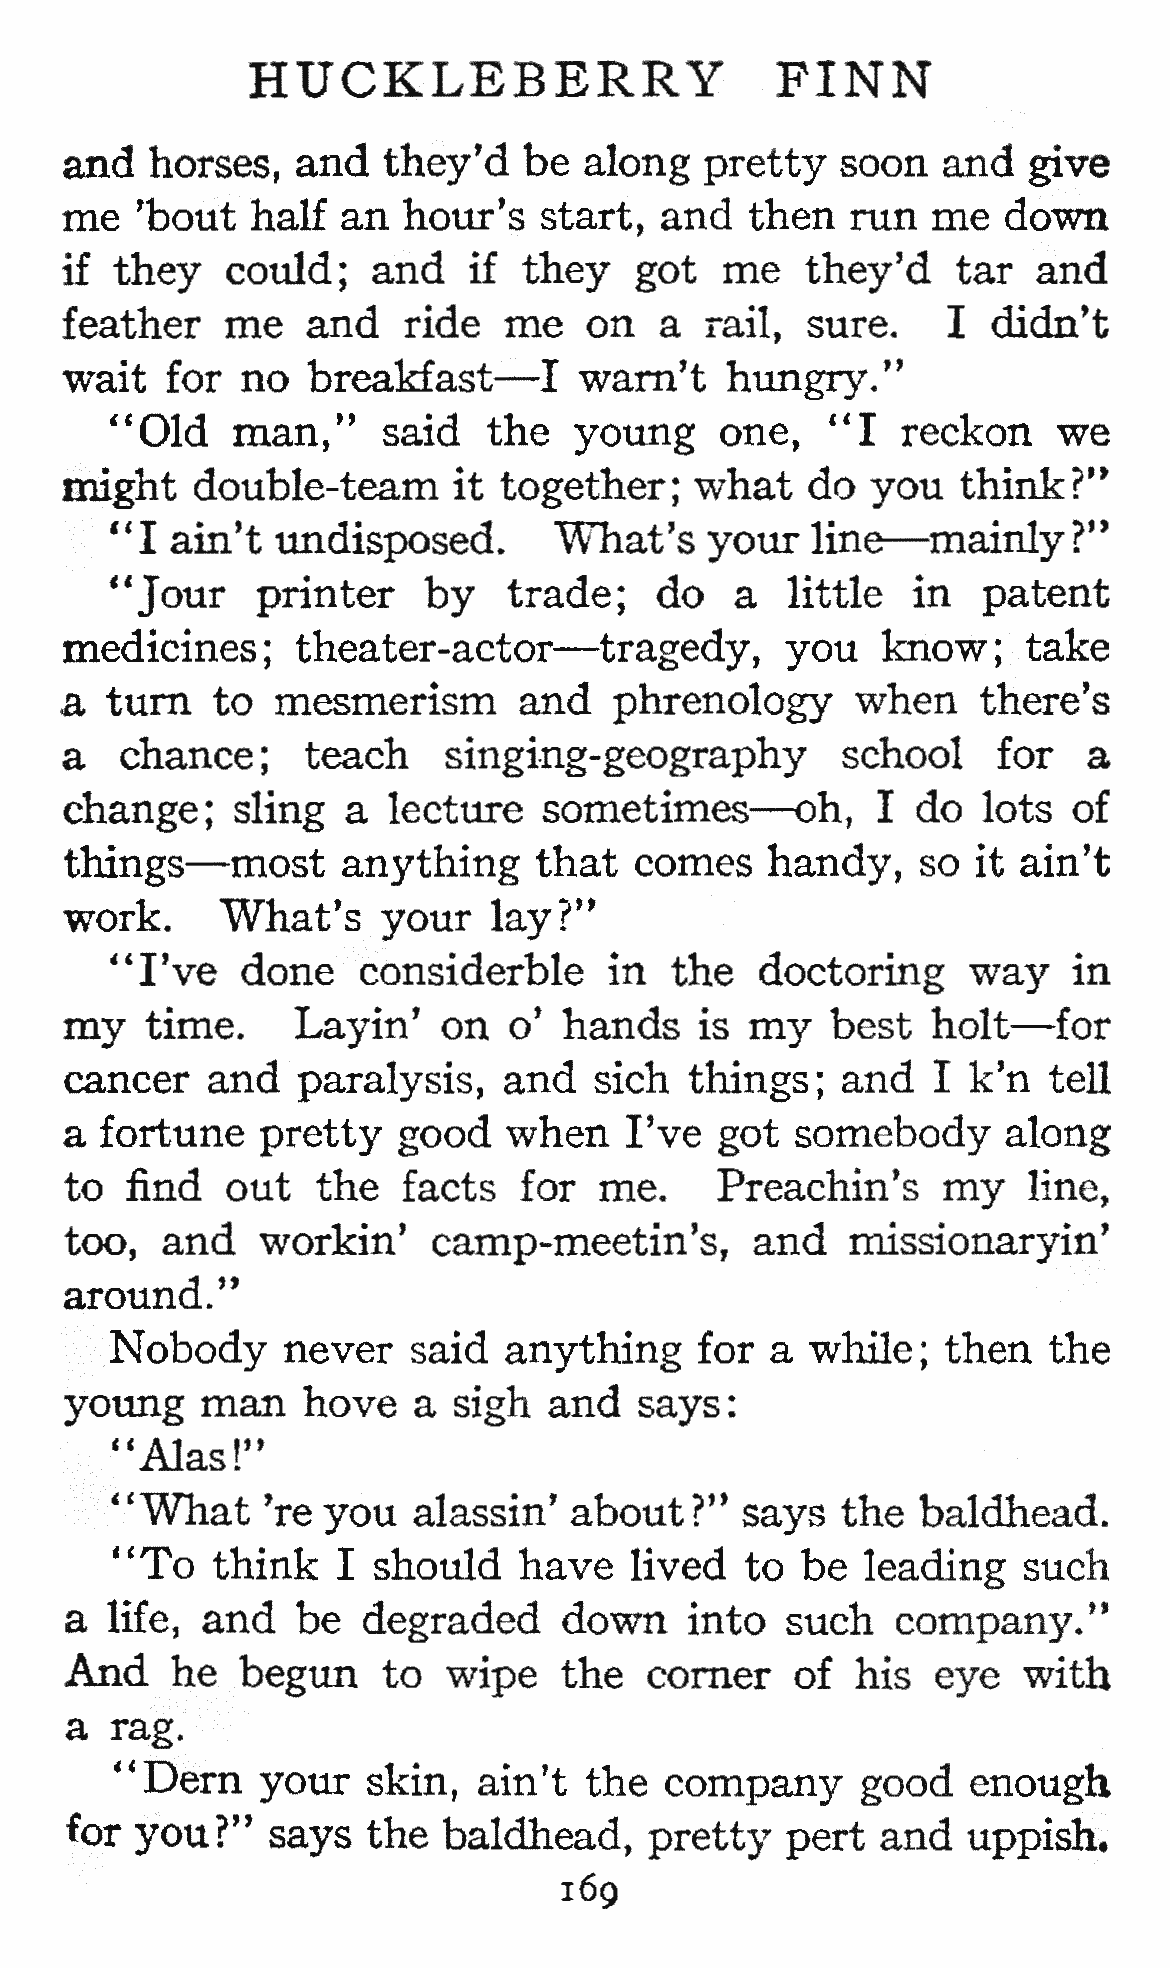 HUCKLEBERRY FINN
and horses, and they'd be along pretty soon and give
me 'bout half an hour's start, and then run me down
if they could; and if they got me they'd tar and
feather me and ride me on a rail, sure. I didn't
wait for no breakfast—I warn't hungry."
"Old man," said the young one, "I reckon we
might double-team it together; what do you think?"
"I ain't undisposed. What's your line—mainly?"
"Jour printer by trade; do a little in patent
medicines; theater-actor—tragedy, you know; take
a turn to mesmerism and phrenology when there's
a chance; teach singing-geography school for a
change; sling a lecture sometimes—oh, I do lots of
things—most anything that comes handy, so it ain't
work. What's your lay?"
"I've done considerble in the doctoring way in
my time. Layin' on o' hands is my best holt—for
cancer and paralysis, and sich things; and I k'n tell
a fortune pretty good when I've got somebody along
to find out the facts for me. Preachin's my line,
too, and workin' camp-meetin's, and missionaryin'
around."
Nobody never said anything for a while; then the
young man hove a sigh and says:
"Alas!"
"What 're you alassin' about?" says the baldhead.
"To think I should have lived to be leading such
a life, and be degraded down into such company."
And he begun to wipe the corner of his eye with
a rag.
"Dern your skin, ain't the company good enough
for you?" says the baldhead, pretty pert and uppish.
169